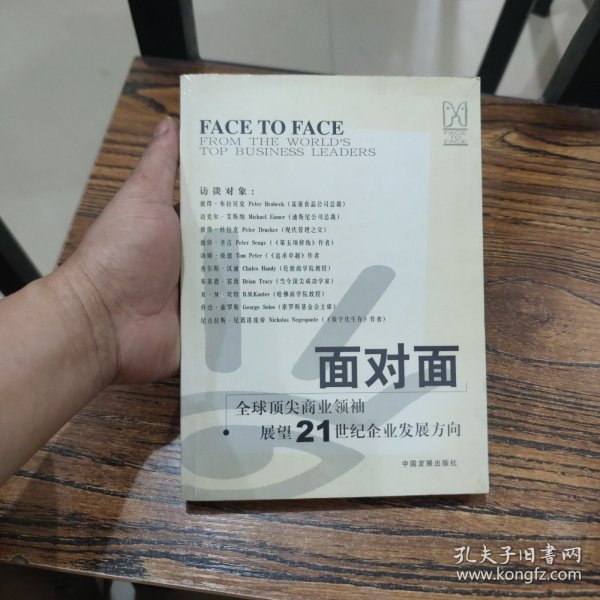 FACE TO FACE
FROM THE WORLD'S
TOP BUSINESS LEADERS
FACE
FACE
访谈对象：
彼得·布拉贝克 Peter Brabeck（雀巢食品公司总裁）
迈克尔·艾斯纳 Michael Eisner（迪斯尼公司总裁）
彼得·杜拉克 Peter Drucker（现代管理之父）
彼得·圣吉 Peter Senge（《第五项修炼》作者）
汤姆·彼德 Tom Peter（《追求卓越》作者
查尔斯·汉迪 Chales Handy（伦敦商学院教授）
布莱恩·崔西 Brian Tracy（当今顶尖成功学家）
R·M·坎特 R.M.Kanter（哈佛商学院教授）
乔治·索罗斯 George Solos（索罗斯基金会主席）
尼古拉斯·尼葛洛庞帝 Nicholas Negroponte（《数字化生存》作者）
面对面
全球顶尖商业领袖
展望21世纪企业发展方向
中国发展出版社
孔夫子旧书网
www.kongfz.com